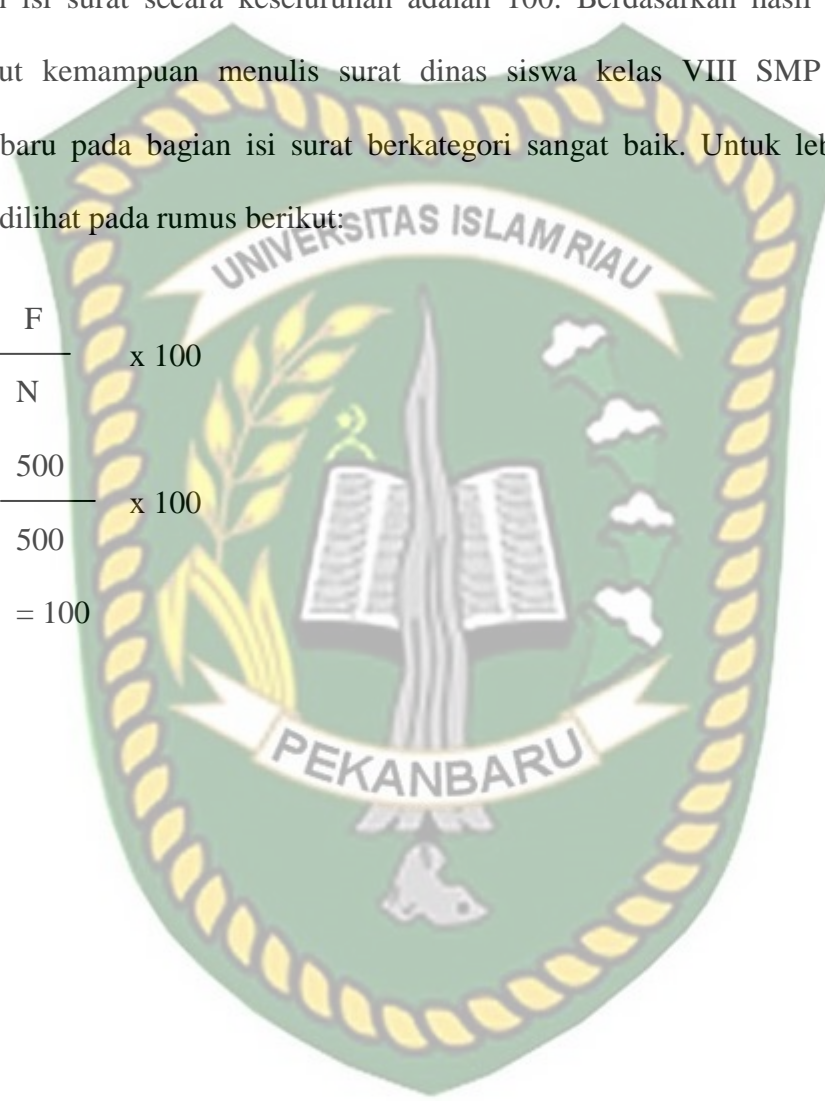 isi surat secara keseluruhan adalah 100. Berdasarkan hasil
ut kemampuan menulis surat dinas siswa kelas VIII SMP
baru pada bagian isi surat berkategori sangat baik. Untuk leb
dilihat pada rumus berikut:
UNIVERSITAS ISLAM RIAU
F
x 100
N
500
x 100
500
= 100
PEKANBARU